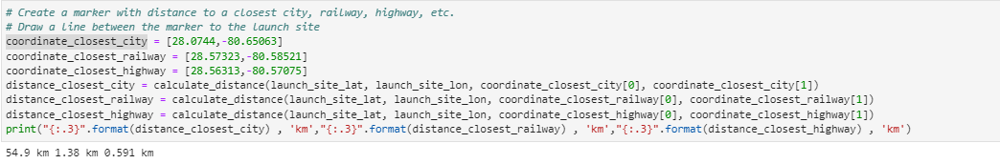 # Create a marker with distance to a closest city, railway, highway, etc.
# Draw a line between the marker to the launch site
coordinate_closest_city = [28.0744,-80.65063]
coordinate_closest_railway = [28.57323,-80.58521]
coordinate_closest_highway = [28.56313,-80.57075]
distance_closest_city = calculate_distance(launch_site_lat, launch_site_lon, coordinate_closest_city[0], coordinate_closest_city[1])
distance_closest_railway = calculate_distance(launch_site_lat, launch_site_lon, coordinate_closest_railway[0], coordinate_closest_railway[1])
distance_closest_highway = calculate_distance(launch_site_lat, launch_site_lon, coordinate_closest_highway[0], coordinate_closest_highway[1])
print("{:.3}".format(distance_closest_city) , 'km',"{:.3}".format(distance_closest_railway) , 'km',"{:.3}".format(distance_closest_highway) , 'km')
54.9 km 1.38 km 0.591 km